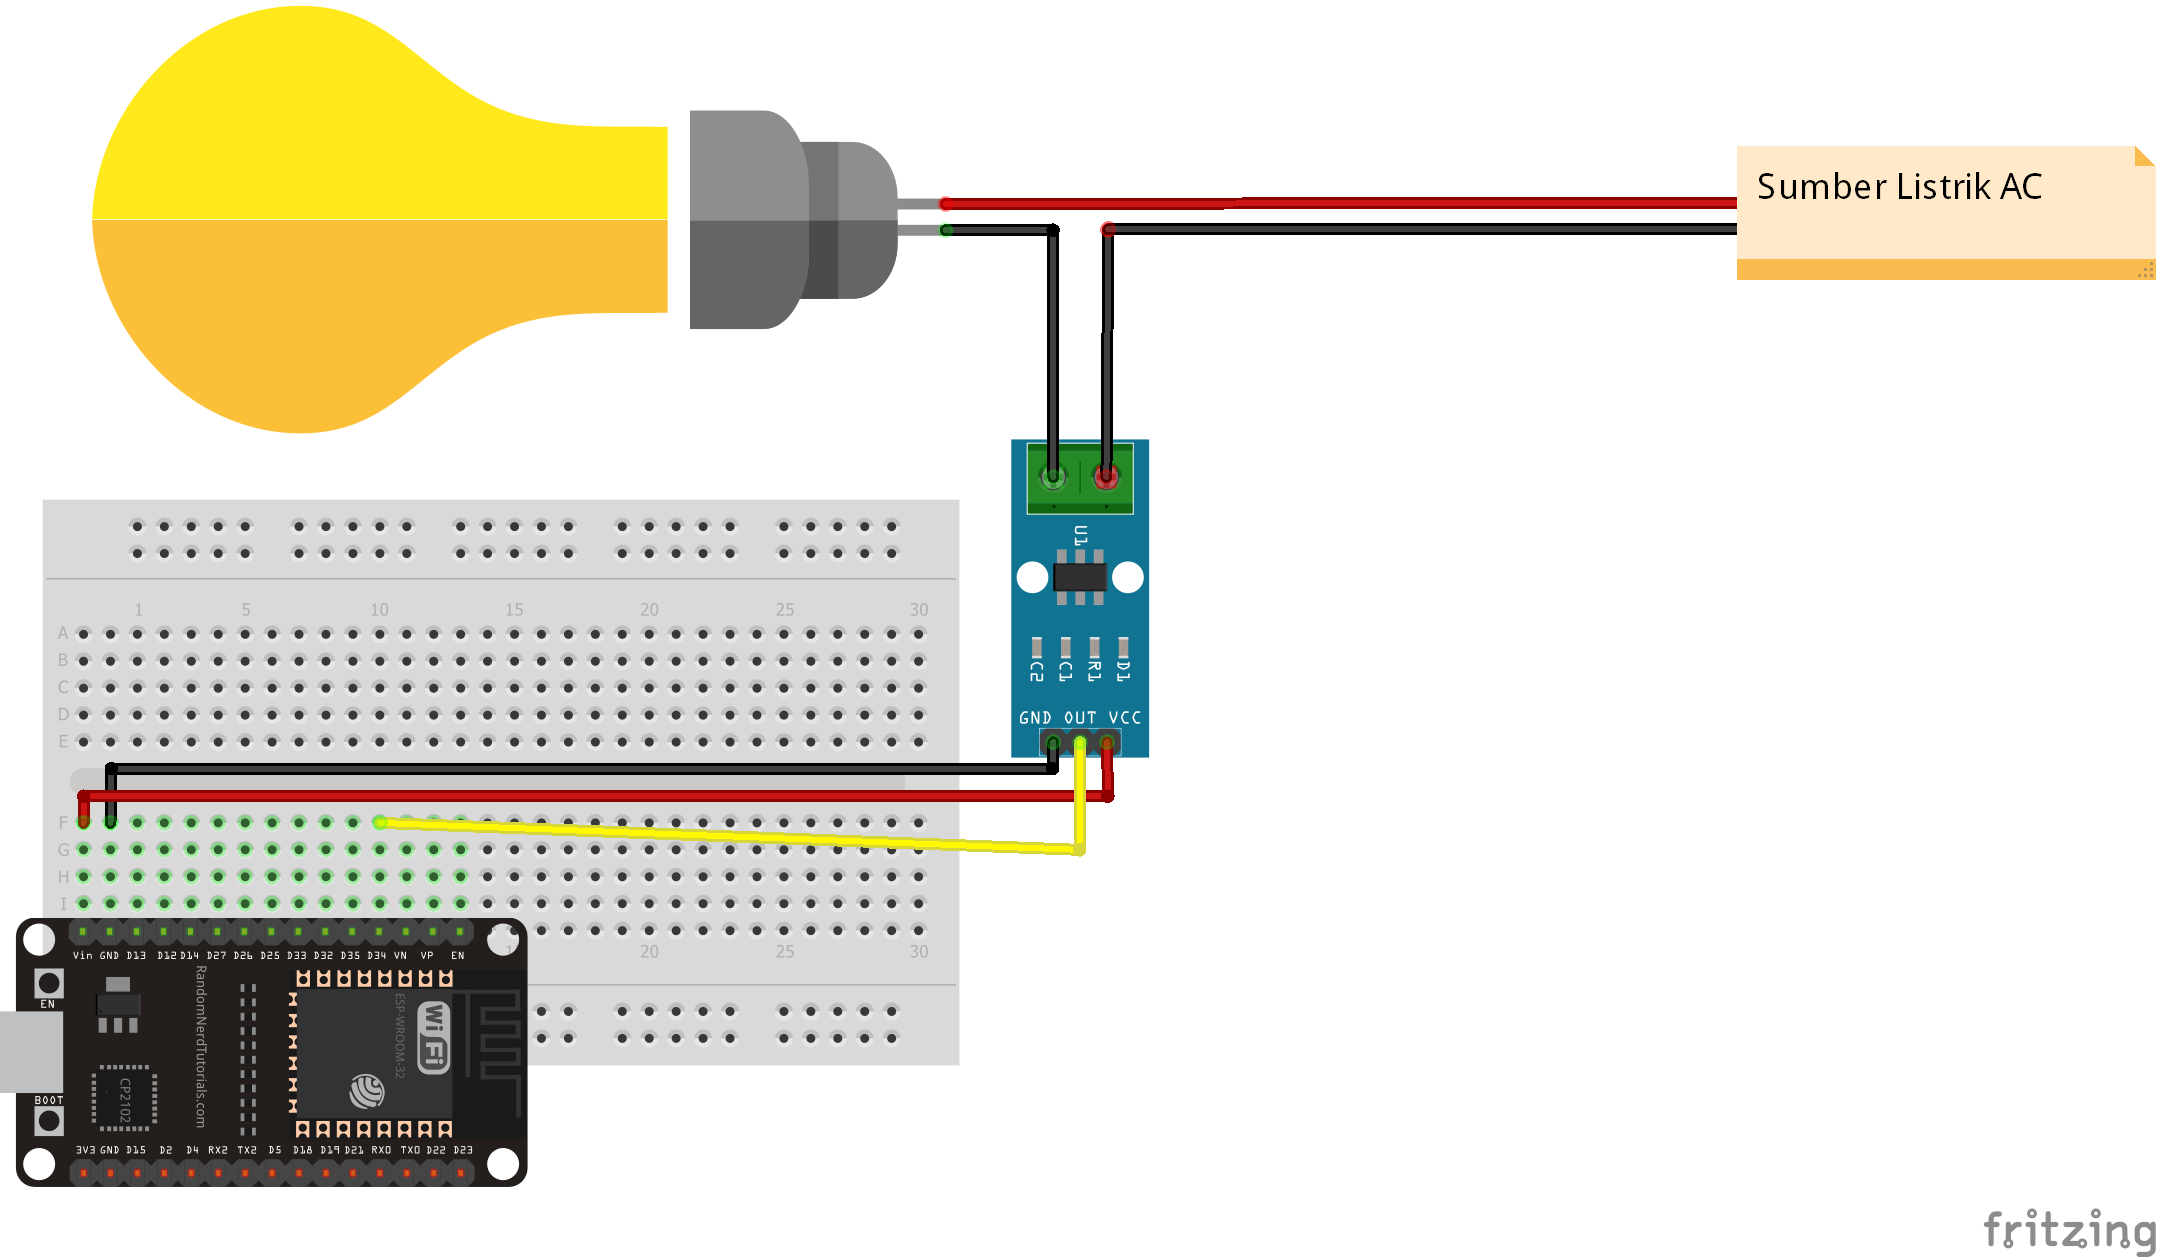 Sumber Listrik AC
U1
C2 C1 R1 D1
GND OUT VCC
1 5 10 15 20 25 30
A
B
C
D
E
F
G
H
I
20 25 30
Vin GND D13 D12 D14 D27 D26 D25 D33 D32 D35 D34 VN VP EN
EN
RandomNerdTutorials.com
ESP-WROOM-32
WiFi
CP2102
BOOT
3V3 GND D15 D2 D4 RX2 TX2 D5 D18 D19 D21 RX0 TX0 D22 D23
fritzing